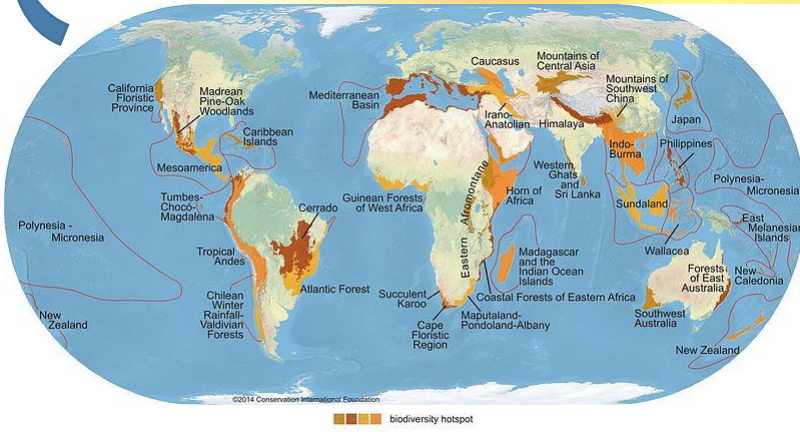 California
Floristic
Province
Madrean
Pine-Oak
Woodlands
Caribbean
Islands
Mesoamerica
Tumbes-
Chocó-
Magdalena
Polynesia -
Micronesia
Tropical
Andes
Cerrado
Atlantic Forest
Chilean
Winter
Rainfall-
Valdivian
Forests
New
Zealand
Mediterranean
Basin
Caucasus
Mountains of
Central Asia
Mountains of
Southwest
China
Irano-
Anatolian
Himalaya
Japan
Indo-
Burma
Philippines
Western
Ghats
and
Sri Lanka
Guinean Forests
of West Africa
Horn of
Africa
Eastern Afromontane
Sundaland
Polynesia-
Micronesia
East
Melanesian
Islands
Wallacea
Madagascar
and the
Indian Ocean
Islands
Coastal Forests of Eastern Africa
Succulent
Karoo
Cape
Floristic
Region
Maputaland-
Pondoland-Albany
Forests
of East
Australia
New
Caledonia
Southwest
Australia
New Zealand
©2014 Conservation International Foundation
biodiversity hotspot